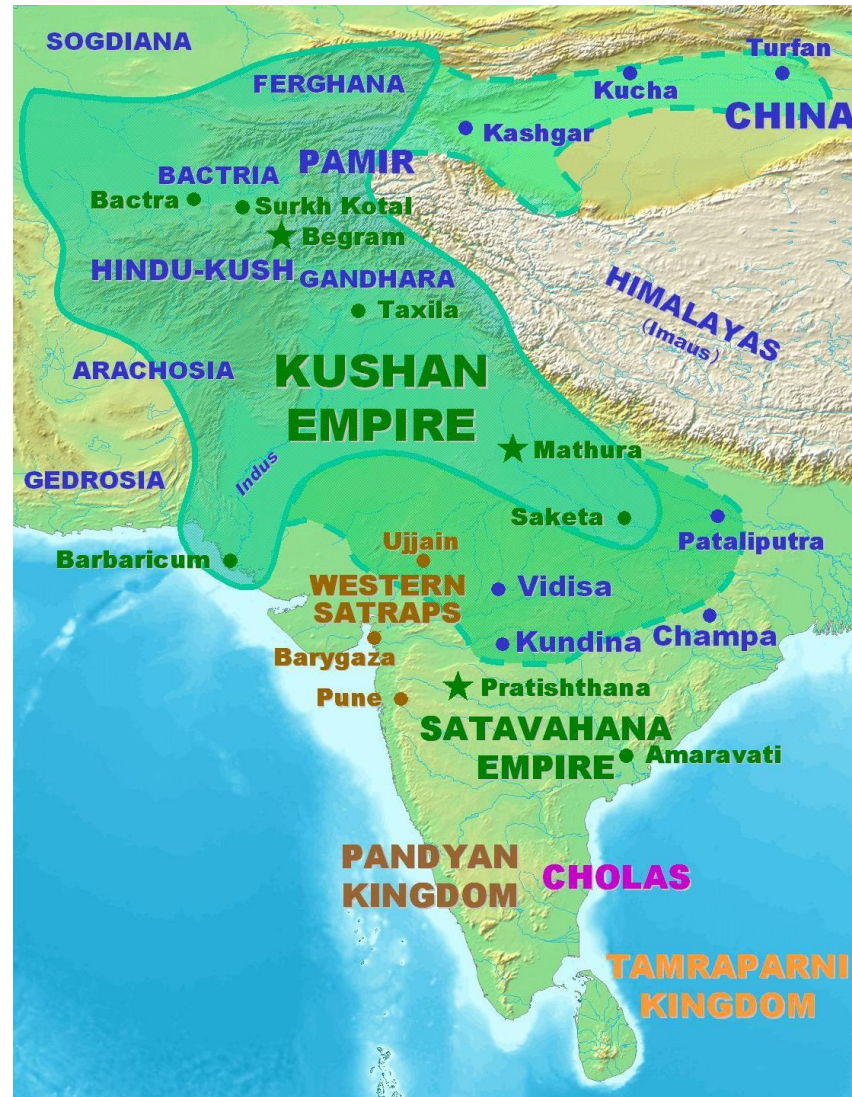 SOGDIANA
Turfan
FERGHANA
Kucha
CHINA
Kashgar
PAMIR
BACTRIA
Bactra
Surkh Kotal
Begram
HINDU-KUSH
GANDHARA
HIMALAYAS
(Imaus)
Taxila
ARACHOSIA
KUSHAN
EMPIRE
Mathura
GEDROSIA
Indus
Saketa
Pataliputra
Barbaricum
Ujjain
WESTERN
SATRAPS
Vidisa
Champa
Kundina
Barygaza
Pratishthana
Pune
SATAVAHANA
EMPIRE
Amaravati
PANDYAN
KINGDOM
CHOLAS
TAMRAPARNI
KINGDOM